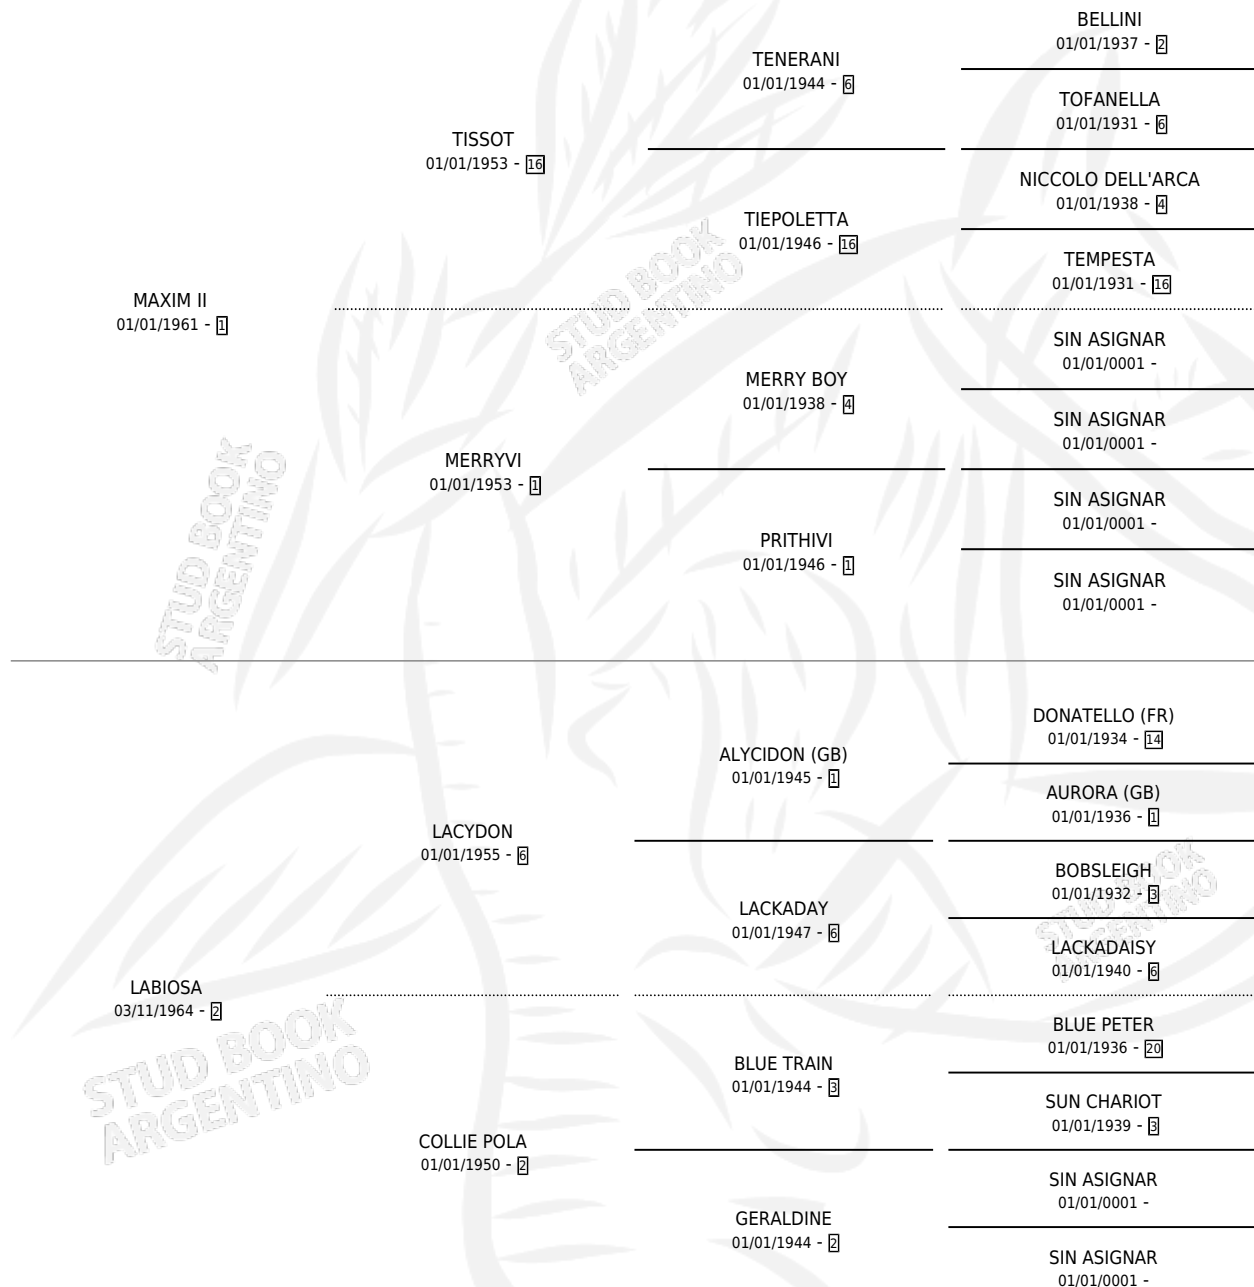 BELLINI
01/01/1937 - 2
TENERANI
01/01/1944 - 6
TOFANELLA
01/01/1931 - 6
TISSOT
01/01/1953 - 16
NICCOLO DELL'ARCA
01/01/1938 - 4
TIEPOLETTA
01/01/1946 - 16
TEMPESTA
01/01/1931 - 16
MAXIM II
01/01/1961 - 1
SIN ASIGNAR
01/01/0001 -
MERRY BOY
01/01/1938 - 4
SIN ASIGNAR
01/01/0001 -
MERRYVI
01/01/1953 - 1
SIN ASIGNAR
01/01/0001 -
PRITHIVI
01/01/1946 - 1
SIN ASIGNAR
01/01/0001 -
STUD BOOK
ARGENTINO
STUD BOOK
ARGENTINO
DONATELLO (FR)
01/01/1934 - 14
ALYCIDON (GB)
01/01/1945 - 1
AURORA (GB)
01/01/1936 - 1
LACYDON
01/01/1955 - 6
BOBSLEIGH
01/01/1932 - 3
LACKADAY
01/01/1947 - 6
LACKADAISY
01/01/1940 - 6
LABIOSA
03/11/1964 - 2
BLUE PETER
01/01/1936 - 20
BLUE TRAIN
01/01/1944 - 3
SUN CHARIOT
01/01/1939 - 3
COLLIE POLA
01/01/1950 - 2
SIN ASIGNAR
01/01/0001 -
GERALDINE
01/01/1944 - 2
SIN ASIGNAR
01/01/0001 -
STUD BOOK
ARGENTINO
STUD BOOK
ARGENTINO